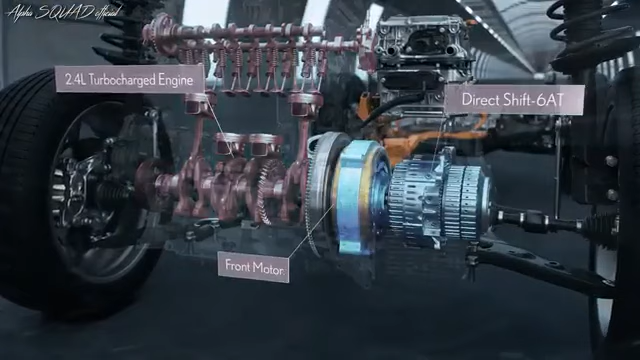 Alpha SQUAD official
2.4L Turbocharged Engine
Direct Shift-6AT
Front Motor